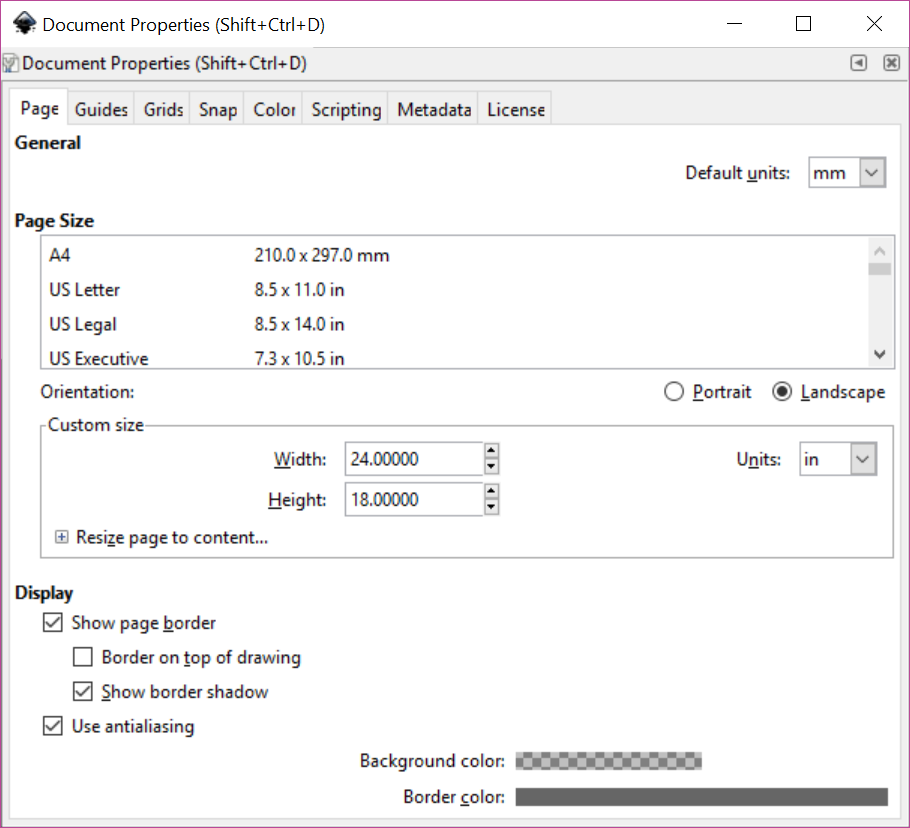 Document Properties (Shift+Ctrl+D)
Document Properties (Shift+Ctrl+D)
Page Guides Grids Snap Color Scripting Metadata License
General
Default units: mm
Page Size
A4 210.0 x 297.0 mm
US Letter 8.5 x 11.0 in
US Legal 8.5 x 14.0 in
US Executive 7.3 x 10.5 in
Orientation: Portrait Landscape
Custom size
Width: 24.00000 Units: in
Height: 18.00000
Resize page to content...
Display
Show page border
Border on top of drawing
Show border shadow
Use antialiasing
Background color:
Border color: